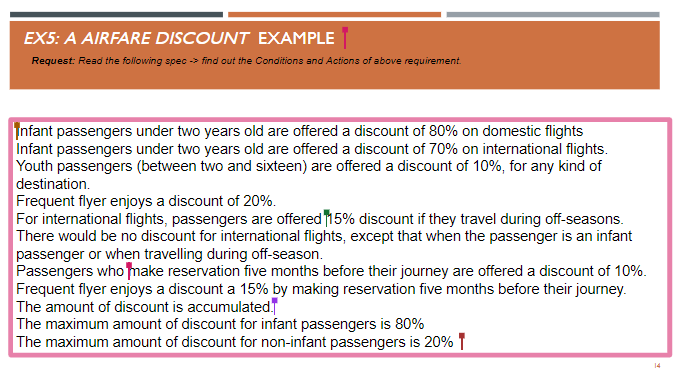 EX5: A AIRFARE DISCOUNT EXAMPLE
Request: Read the following spec -> find out the Conditions and Actions of above requirement.
Infant passengers under two years old are offered a discount of 80% on domestic flights
Infant passengers under two years old are offered a discount of 70% on international flights.
Youth passengers (between two and sixteen) are offered a discount of 10%, for any kind of
destination.
Frequent flyer enjoys a discount of 20%.
For international flights, passengers are offered 15% discount if they travel during off-seasons.
There would be no discount for international flights, except that when the passenger is an infant
passenger or when travelling during off-season.
Passengers who make reservation five months before their journey are offered a discount of 10%.
Frequent flyer enjoys a discount a 15% by making reservation five months before their journey.
The amount of discount is accumulated.
The maximum amount of discount for infant passengers is 80%
The maximum amount of discount for non-infant passengers is 20%
14